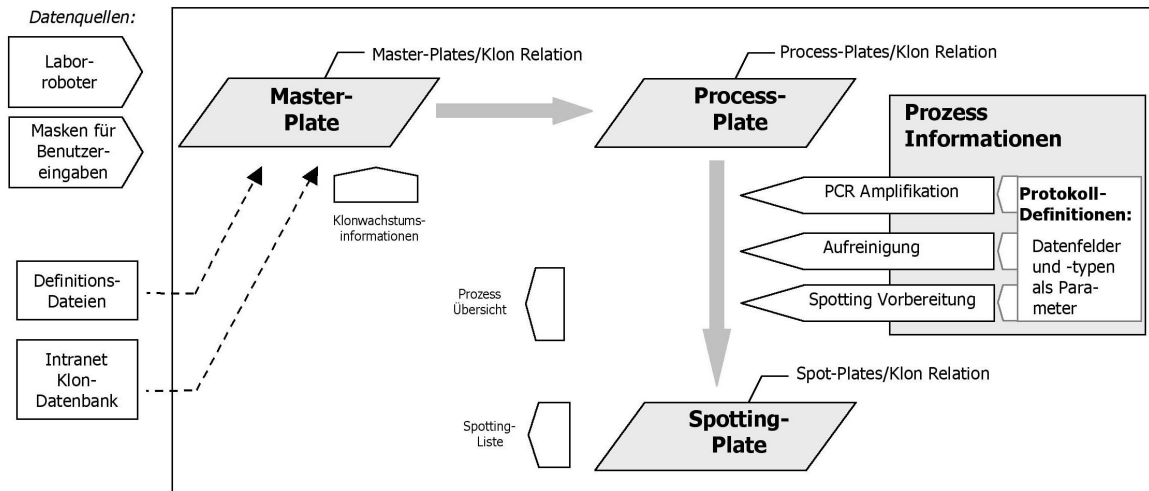 Datenquellen:
Labor-
roboter
Masken für
Benutzer-
eingaben
Definitions-
Dateien
Intranet
Klon-
Datenbank
Master-Plates/Klon Relation
Master-
Plate
Klonwachstums-
informationen
Process-Plates/Klon Relation
Process-
Plate
Prozess
Informationen
PCR Amplifikation
Aufreinigung
Spotting Vorbereitung
Protokoll-
Definitionen:
Datenfelder
und -typen
als Para-
meter
Prozess
Übersicht
Spot-Plates/Klon Relation
Spotting-
Plate
Spotting-
Liste